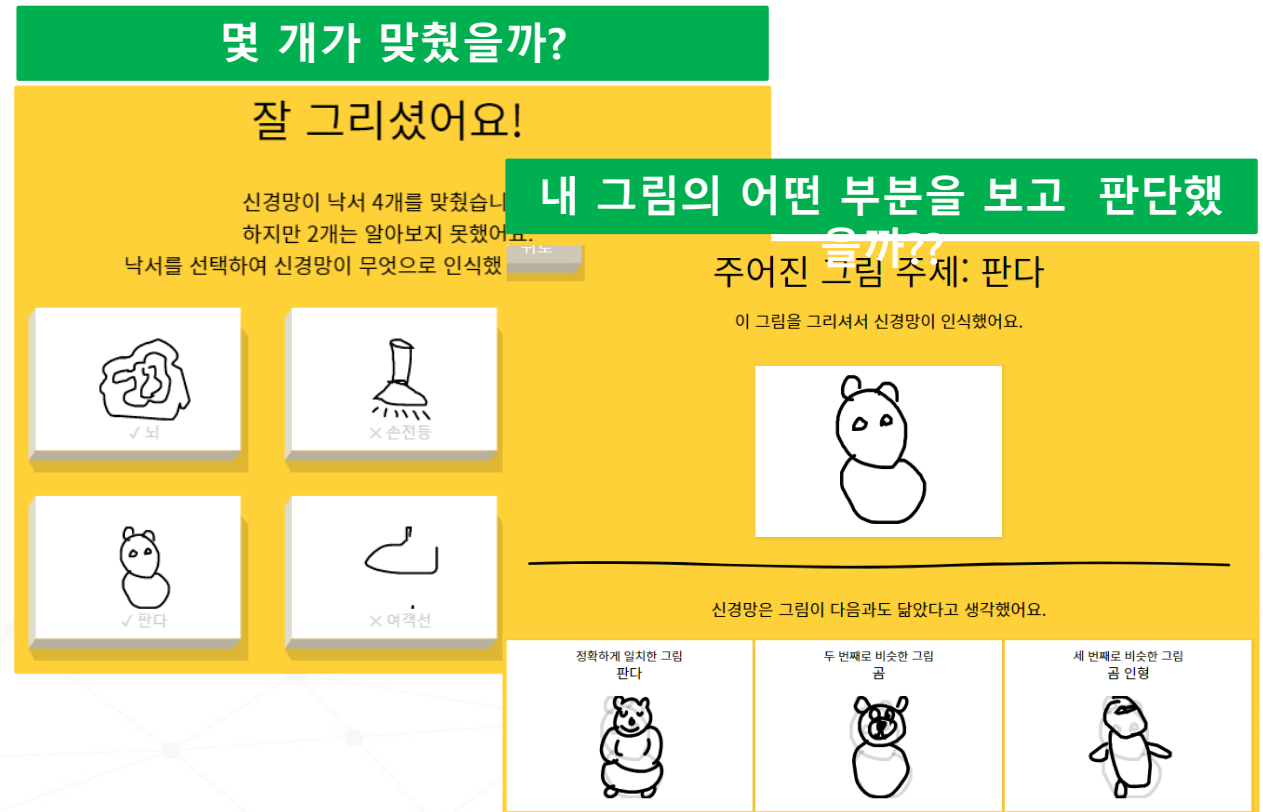 몇 개가 맞췄을까?
잘 그리셨어요!
신경망이 낙서 4개를 맞췄습니
하지만 2개는 알아보지 못했어요.
낙서를 선택하여 신경망이 무엇으로 인식했
✓ 뇌
× 손전등
✓ 판다
× 여객선
내 그림의 어떤 부분을 보고 판단했
을까??
뒤로
주어진 그림 주제: 판다
이 그림을 그리셔서 신경망이 인식했어요.
신경망은 그림이 다음과도 닮았다고 생각했어요.
정확하게 일치한 그림
판다
두 번째로 비슷한 그림
곰
세 번째로 비슷한 그림
곰 인형